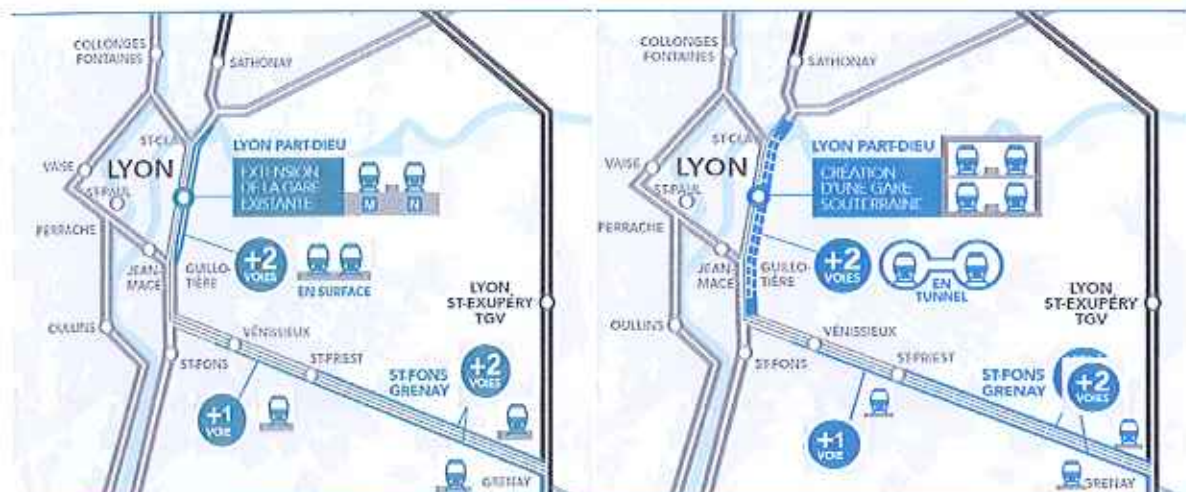 COLLONGES
FONTAINES
SATHONAY
ST-CLA
LYON PART-DIEU
VAISE
LYON
EXTENSION
DE LA GARE
EXISTANTE
ST-PAUL
M
N
PERRACHE
+2
VOIES
JEAN-
MACE
GUILLO-
TIÈRE
EN SURFACE
LYON
ST-EXUPÉRY
TGV
OULLINS
VÉNISSIEUX
ST-FONS
ST-PRIEST
+2
VOIES
ST-FONS
GRENAY
+1
VOIE
GRENAY
COLLONGES
FONTAINES
SATHONAY
ST-CLA
LYON PART-DIEU
VAISE
LYON
CRÉATION
D'UNE GARE
SOUTERRAINE
ST-PAUL
PERRACHE
+2
VOIES
JEAN-
MACE
GUILLO-
TIÈRE
EN
TUNNEL
LYON
ST-EXUPÉRY
TGV
OULLINS
VÉNISSIEUX
ST-FONS
ST-PRIEST
ST-FONS
GRENAY
+2
VOIES
+1
VOIE
GRENAY